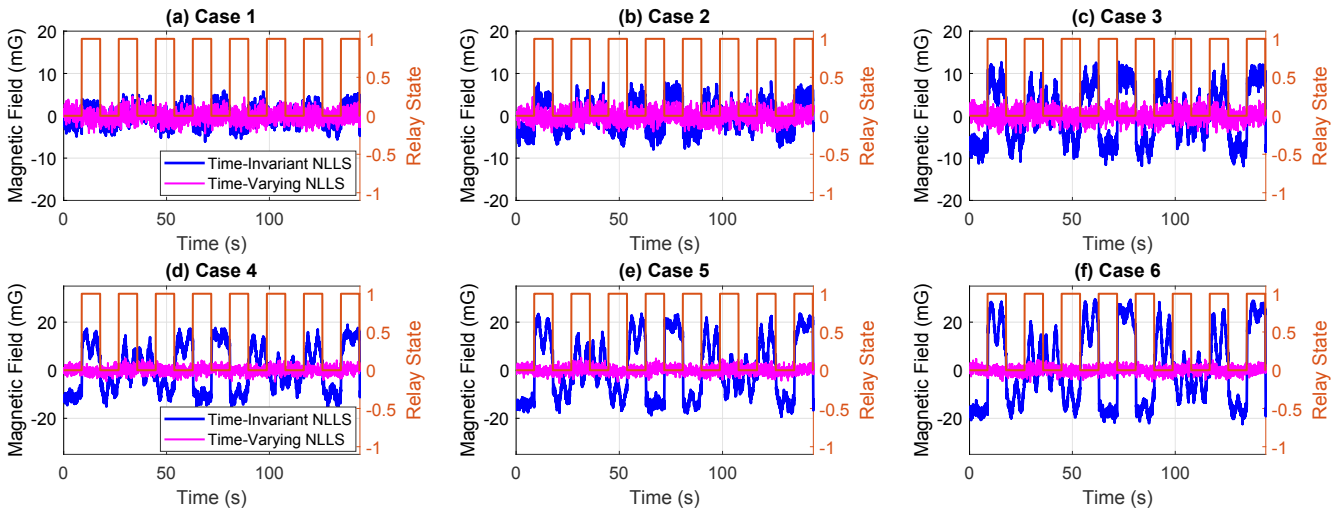 (a) Case 1
Magnetic Field (mG)
20
10
0
-10
-20
1
0.5
0
-0.5
-1
Relay State
Time-Invariant NLLS
Time-Varying NLLS
0
50
100
Time (s)
(b) Case 2
Magnetic Field (mG)
20
10
0
-10
-20
1
0.5
0
-0.5
-1
Relay State
0
50
100
Time (s)
(c) Case 3
Magnetic Field (mG)
20
10
0
-10
-20
1
0.5
0
-0.5
-1
Relay State
0
50
100
Time (s)
(d) Case 4
Magnetic Field (mG)
20
0
-20
1
0.5
0
-0.5
-1
Relay State
Time-Invariant NLLS
Time-Varying NLLS
0
50
100
Time (s)
(e) Case 5
Magnetic Field (mG)
20
0
-20
1
0.5
0
-0.5
-1
Relay State
0
50
100
Time (s)
(f) Case 6
Magnetic Field (mG)
20
0
-20
1
0.5
0
-0.5
-1
Relay State
0
50
100
Time (s)